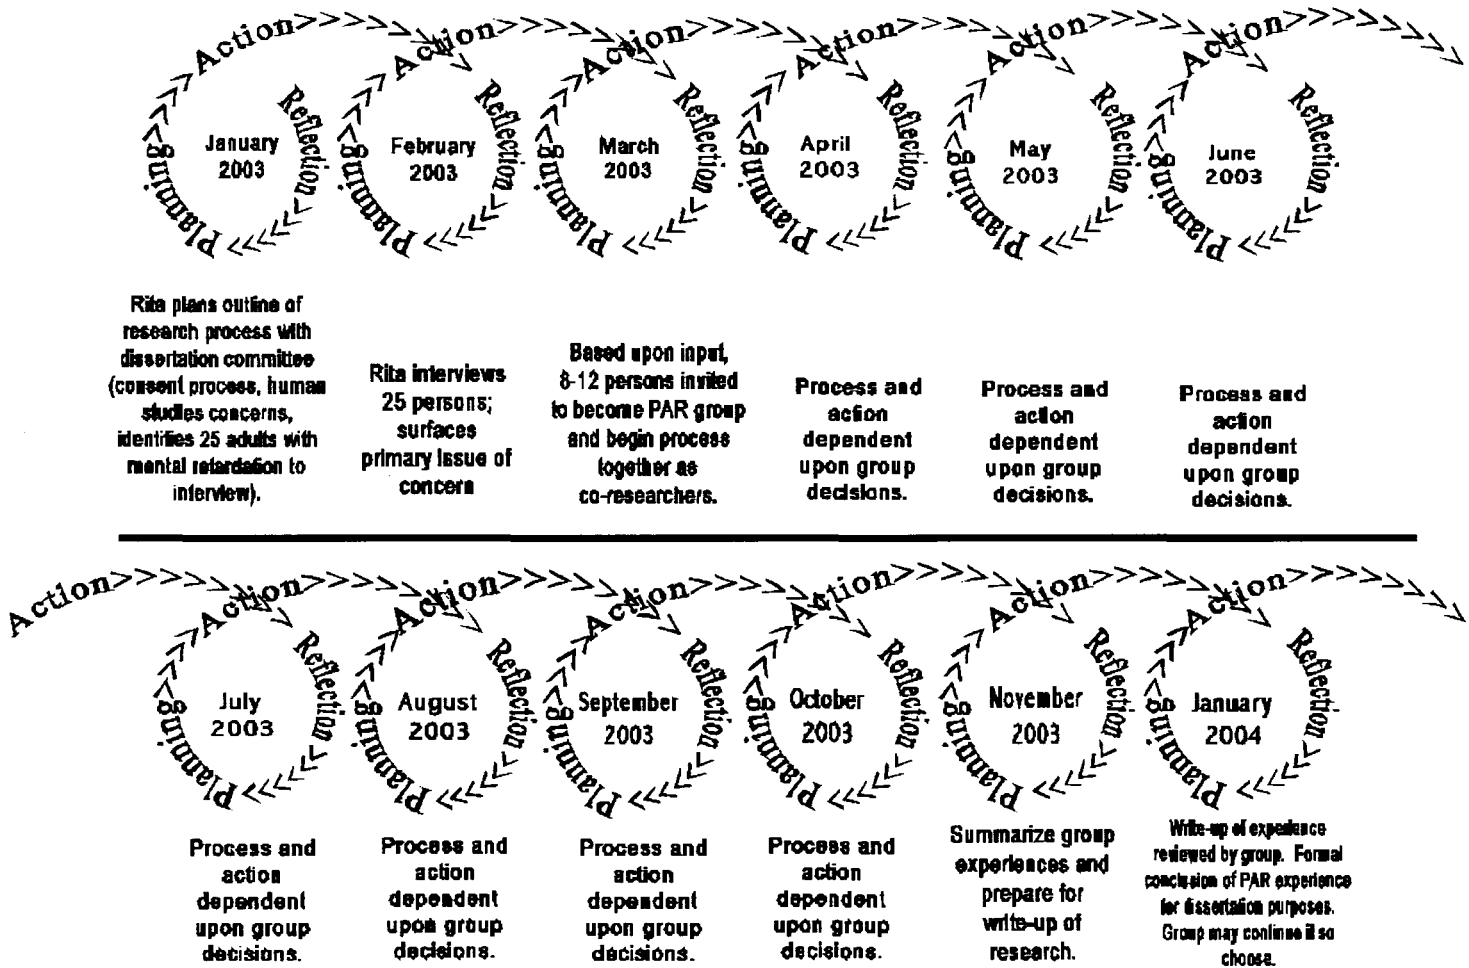 Action>>>>>>>> Action>>>>>>>> Action>>>>>>>> Action>>>>>>>> Action>>>>>>>> Action>>>>>>>>
Reflection Reflection Reflection Reflection Reflection Reflection
January
2003
February
2003
March
2003
April
2003
May
2003
June
2003
Planning Planning Planning Planning Planning Planning
Rita plans outline of
research process with
dissertation committee
(consent process, human
studies concerns,
identifies 25 adults with
mental retardation to
interview).
Rita interviews
25 persons;
surfaces
primary issue of
concern
Based upon input,
8-12 persons invited
to become PAR group
and begin process
together as
co-researchers.
Process and
action
dependent
upon group
decisions.
Process and
action
dependent
upon group
decisions.
Process and
action
dependent
upon group
decisions.
Action>>>>>>>> Action>>>>>>>> Action>>>>>>>> Action>>>>>>>> Action>>>>>>>> Action>>>>>>>> Action>>>>>>>>
Reflection Reflection Reflection Reflection Reflection Reflection
July
2003
August
2003
September
2003
October
2003
November
2003
January
2004
Planning Planning Planning Planning Planning Planning
Process and
action
dependent
upon group
decisions.
Process and
action
dependent
upon group
decisions.
Process and
action
dependent
upon group
decisions.
Process and
action
dependent
upon group
decisions.
Summarize group
experiences and
prepare for
write-up of
research.
Write-up of experience
reviewed by group. Formal
conclusion of PAR experience
for dissertation purposes.
Group may continue if so
choose.